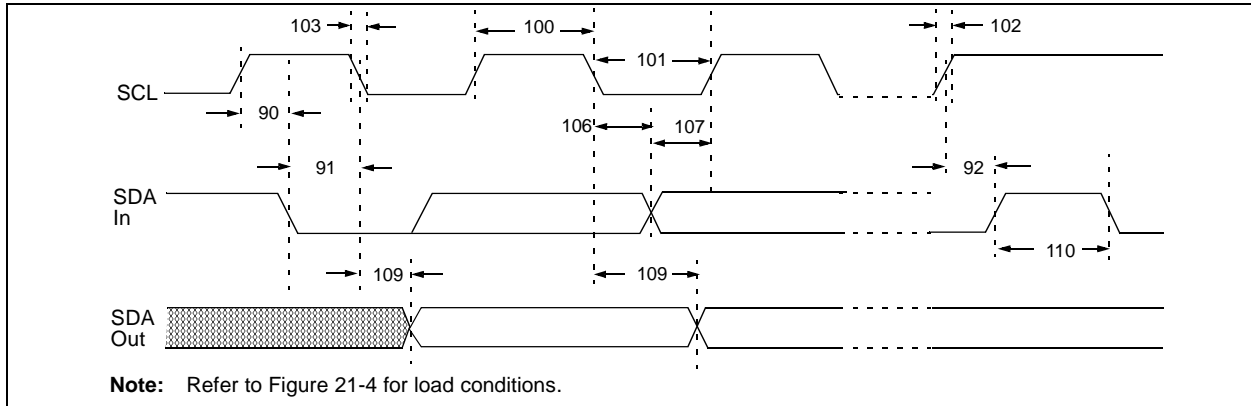 103
100
102
101
SCL
90
106
107
91
92
SDA
In
110
109
109
SDA
Out
Note: Refer to Figure 21-4 for load conditions.